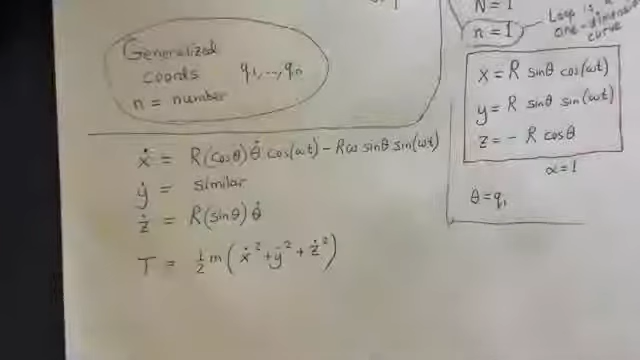 Generalized
coords q₁,...,qₙ
n = number
N = 1
n = 1
Loop is a
one-dimension
curve
x = R sinθ cos(ωt)
y = R sinθ sin(ωt)
z = - R cosθ
α = 1
θ = q₁
ẋ = R(cosθ)θ̇ cos(ωt) - Rω sinθ sin(ωt)
ẏ = similar
ż = R(sinθ)θ̇
T = ½ m(ẋ² + ẏ² + ż²)